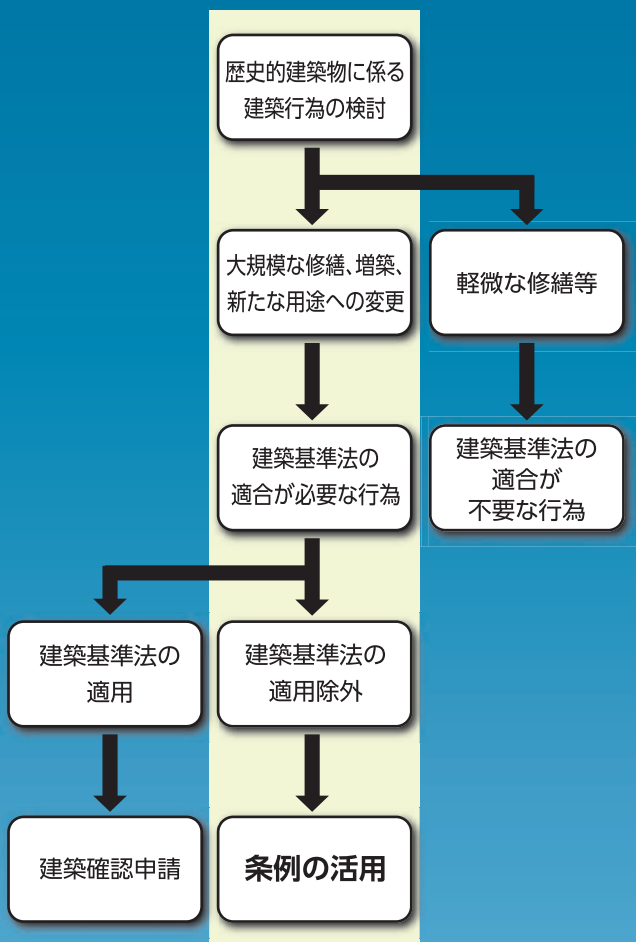 歴史的建築物に係る
建築行為の検討
大規模な修繕、増築、
新たな用途への変更
軽微な修繕等
建築基準法の
適合が必要な行為
建築基準法の
適合が
不要な行為
建築基準法の
適用
建築基準法の
適用除外
建築確認申請
条例の活用